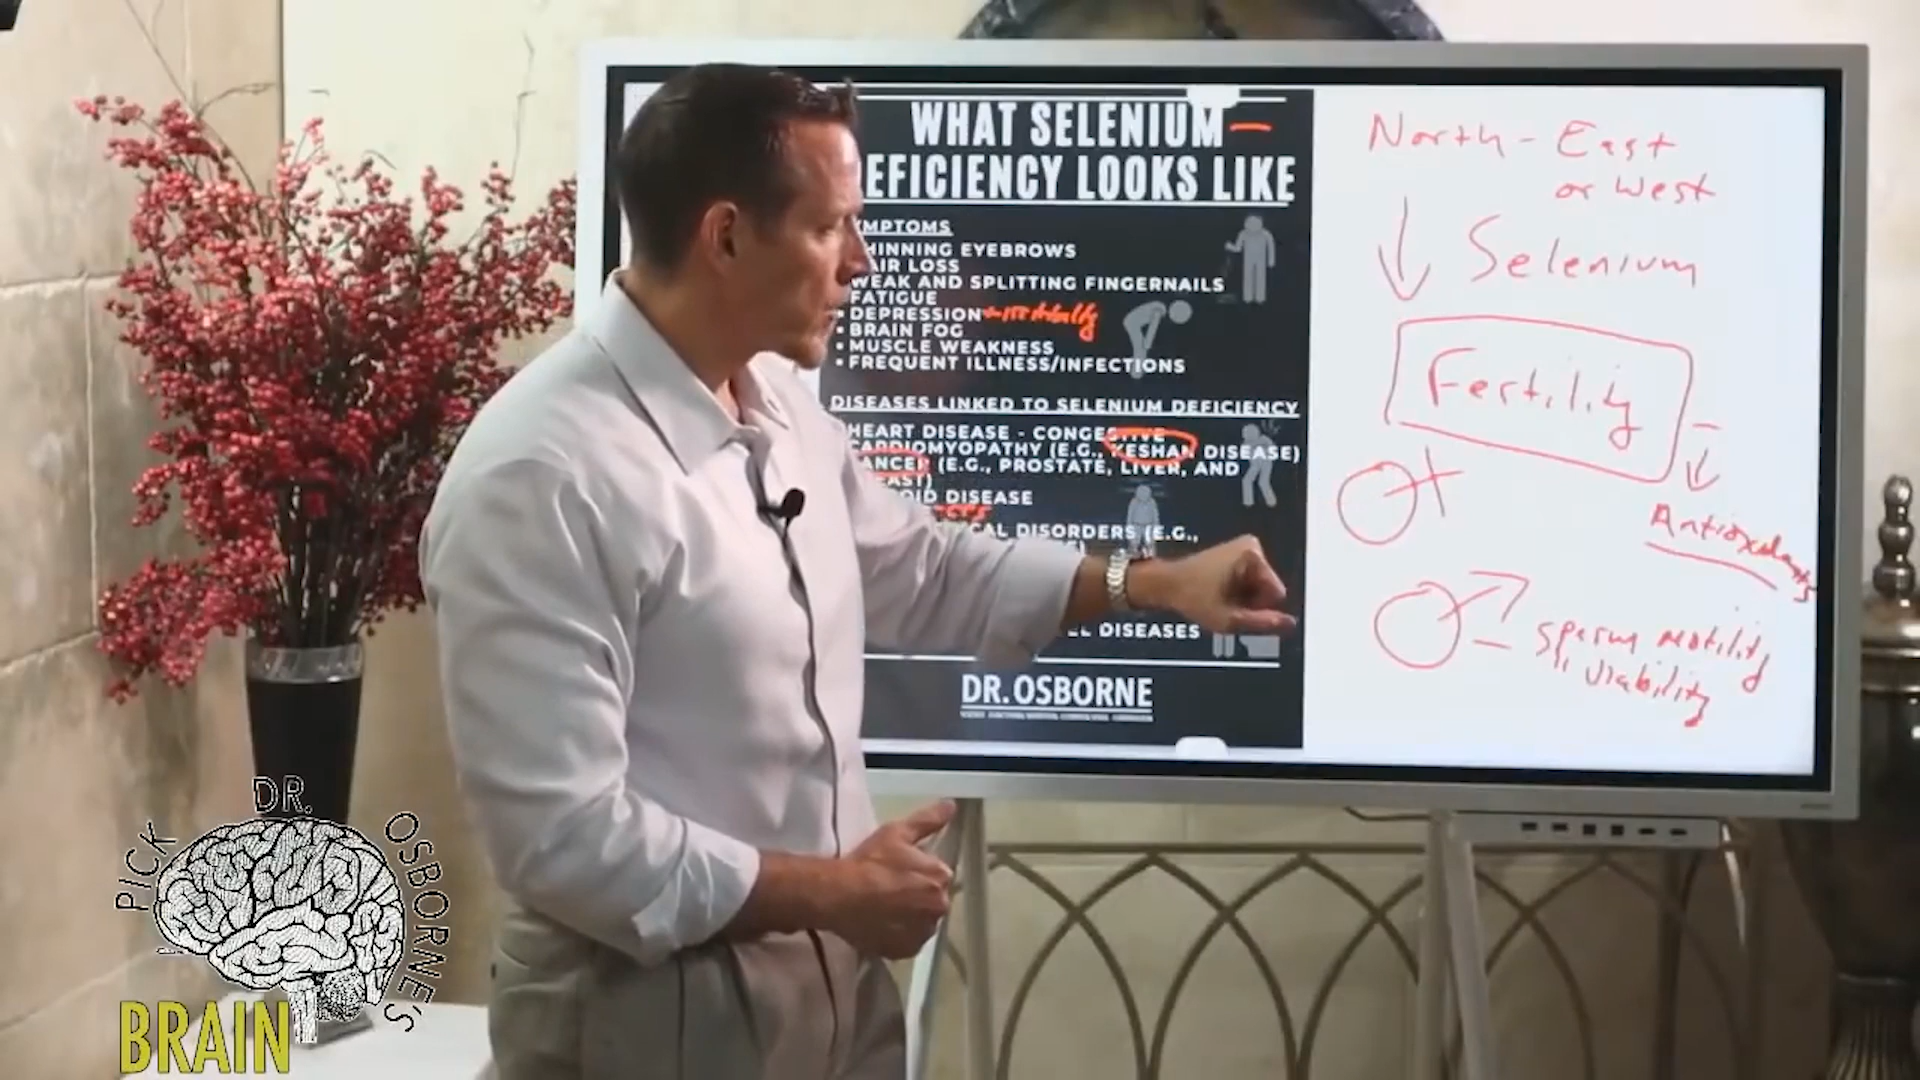 WHAT SELENIUM
EFICIENCY LOOKS LIKE
YMPTOMS
HINNING EYEBROWS
AIR LOSS
WEAK AND SPLITTING FINGERNAILS
FATIGUE
• DEPRESSION
• BRAIN FOG
• MUSCLE WEAKNESS
• FREQUENT ILLNESS/INFECTIONS
DISEASES LINKED TO SELENIUM DEFICIENCY
HEART DISEASE - CONGESTIVE
CARDIOMYOPATHY (E.G., KESHAN DISEASE)
ANCER (E.G., PROSTATE, LIVER, AND
EAST)
OID DISEASE
CAL DISORDERS (E.G.,
EL DISEASES
DR. OSBORNE
North - East
or West
Selenium
Fertility
Antioxidants
sperm motility
" viability
PICK
DR.
OSBORNE'S
BRAIN